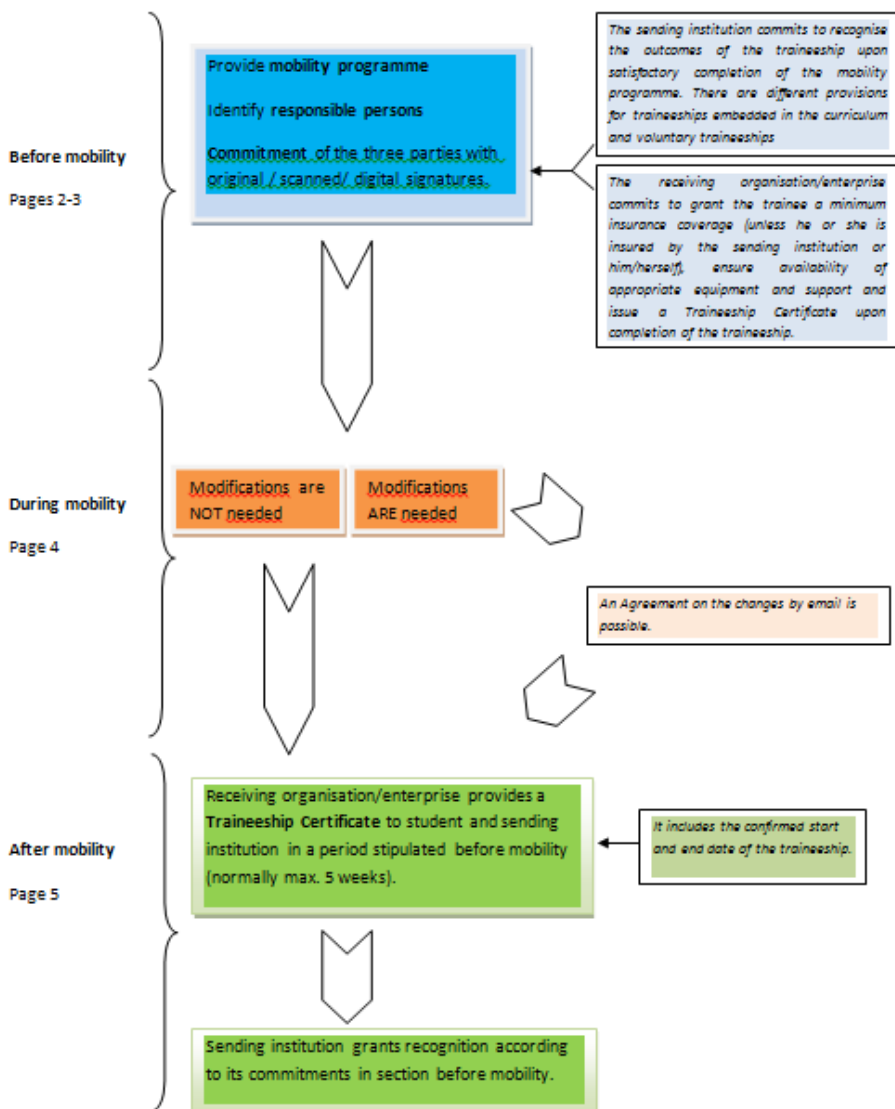 Provide mobility programme
Identify responsible persons
Commitment of the three parties with
original / scanned/ digital signatures.
The sending institution commits to recognise
the outcomes of the traineeship upon
satisfactory completion of the mobility
programme. There are different provisions
for traineeships embedded in the curriculum
and voluntary traineeships
Before mobility
Pages 2-3
The receiving organisation/enterprise
commits to grant the trainee a minimum
insurance coverage (unless he or she is
insured by the sending institution or
him/herself), ensure availability of
appropriate equipment and support and
issue a Traineeship Certificate upon
completion of the traineeship.
During mobility
Page 4
Modifications are
NOT needed
Modifications
ARE needed
An Agreement on the changes by email is
possible.
After mobility
Page 5
Receiving organisation/enterprise provides a
Traineeship Certificate to student and sending
institution in a period stipulated before mobility
(normally max. 5 weeks).
It includes the confirmed start
and end date of the traineeship.
Sending institution grants recognition according
to its commitments in section before mobility.